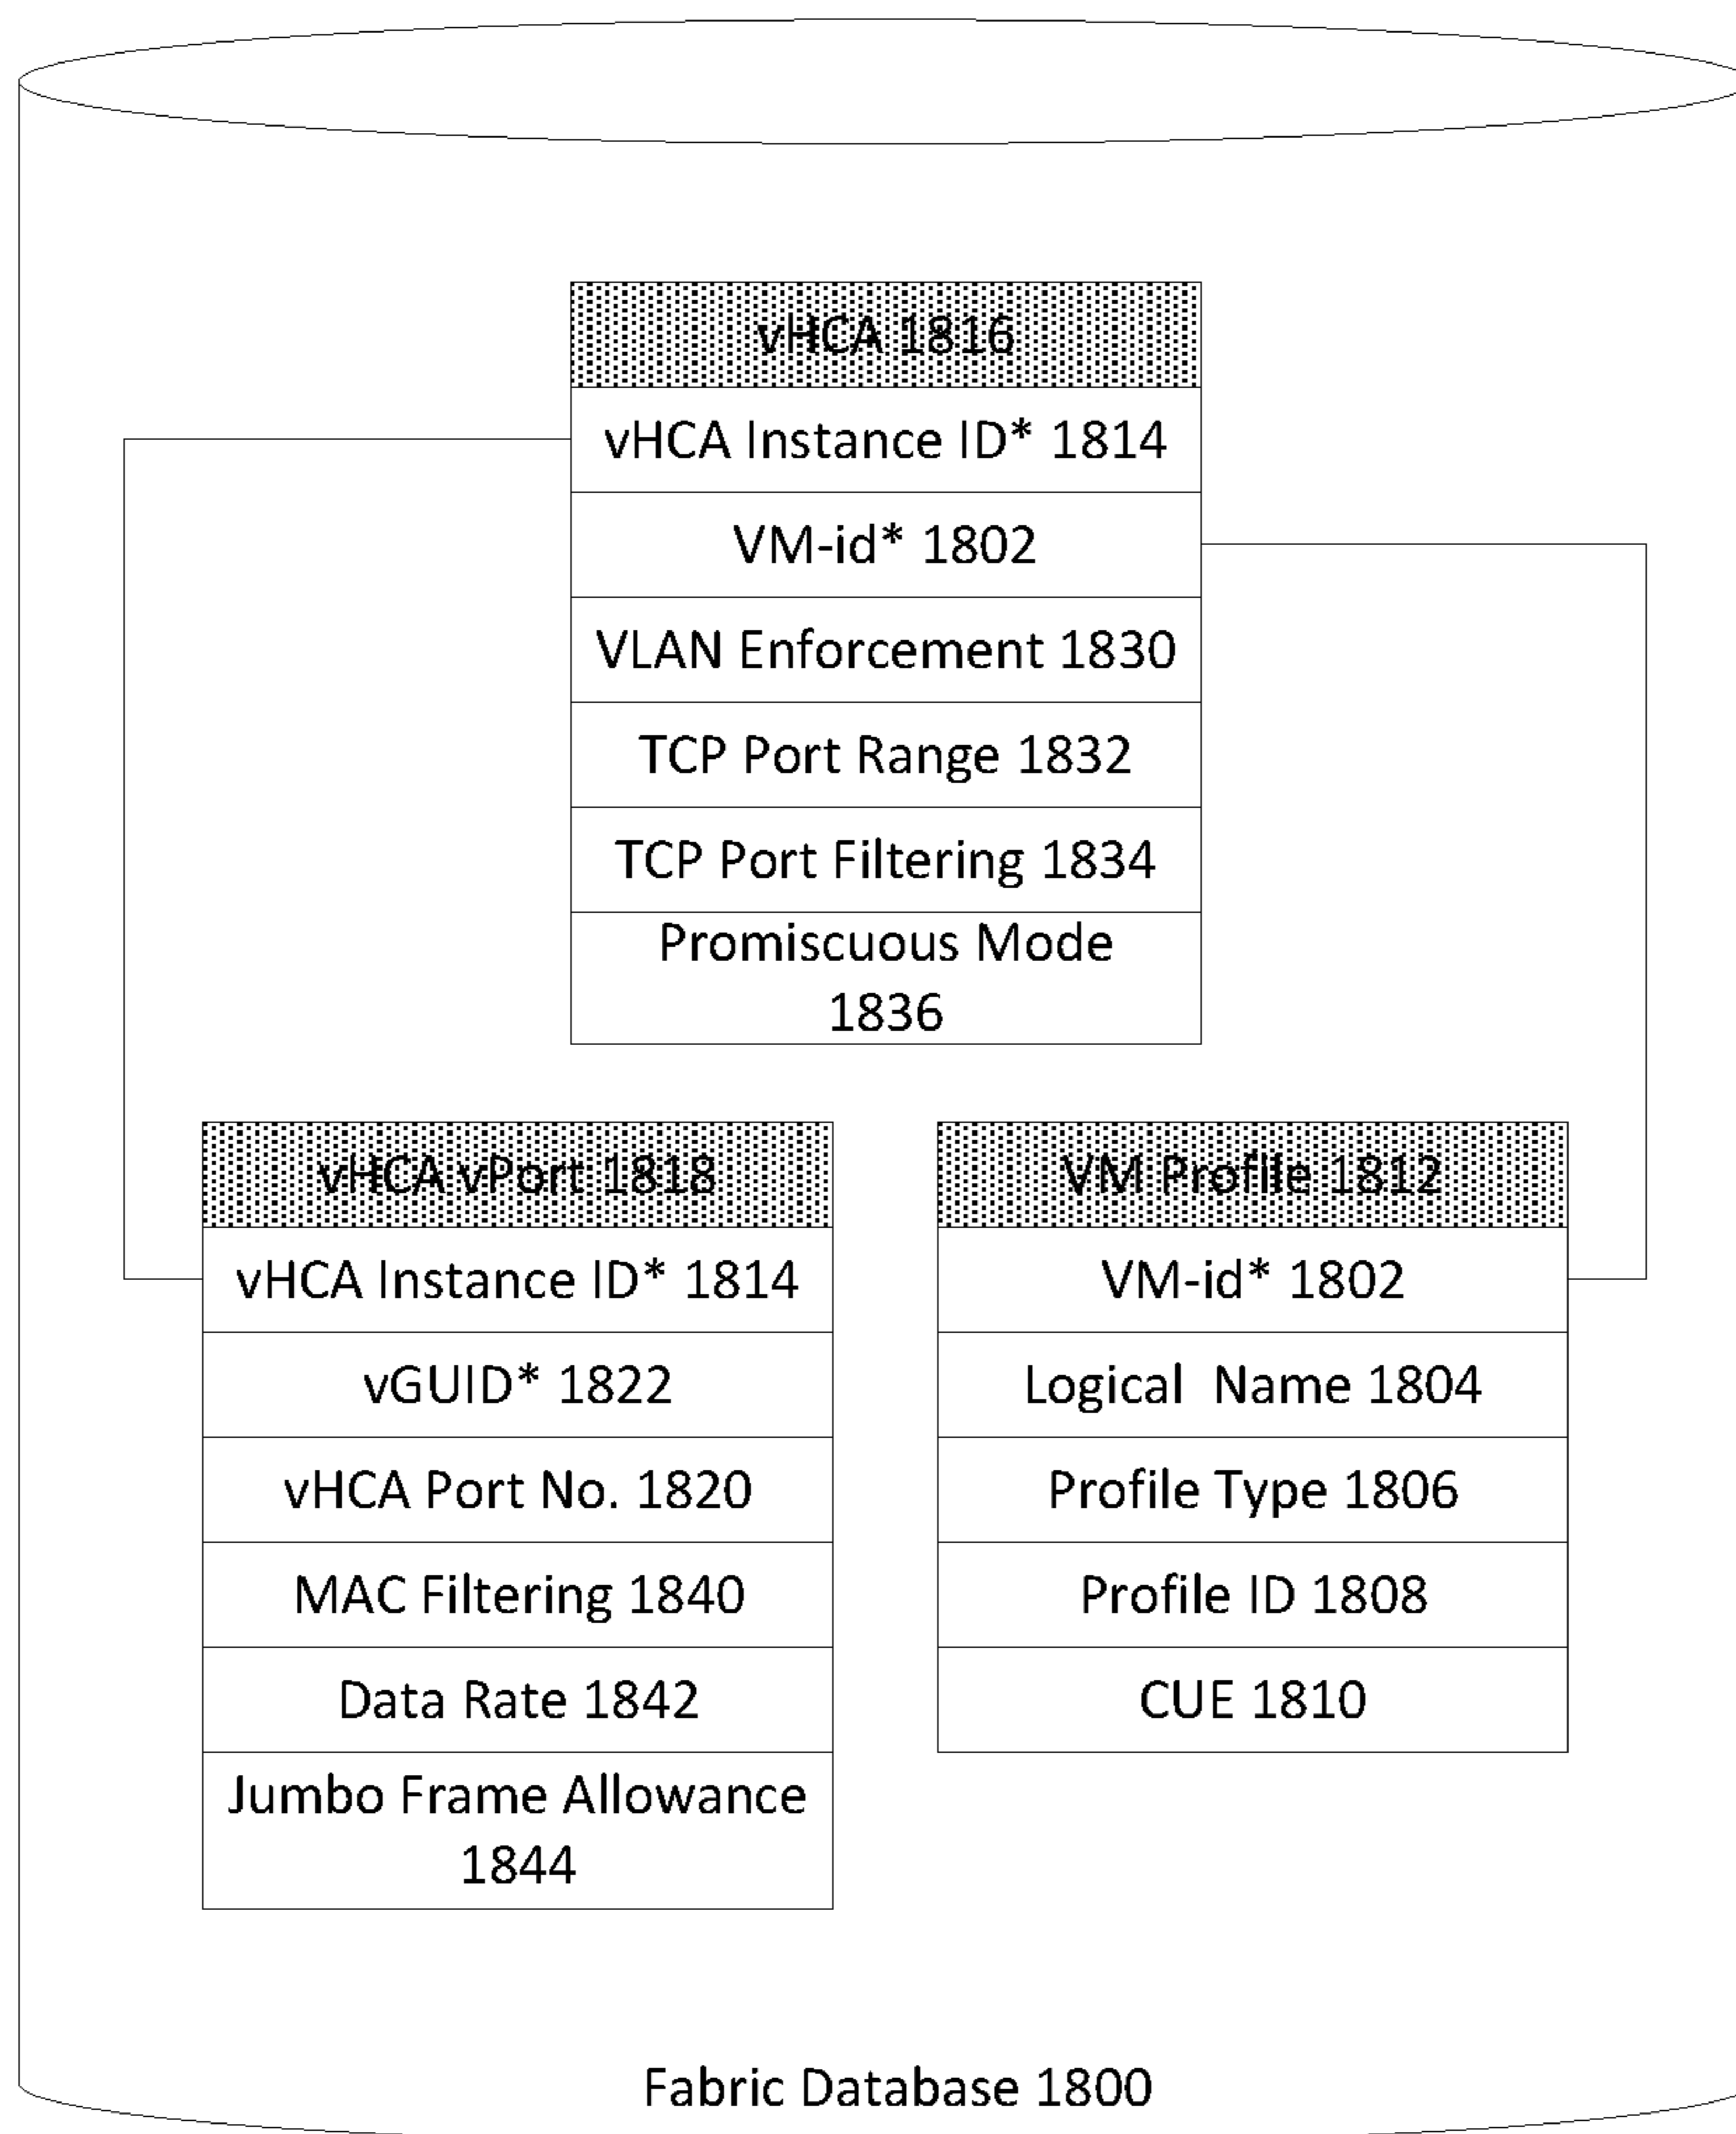 vHCA 1816
vHCA Instance ID* 1814
VM-id* 1802
VLAN Enforcement 1830
TCP Port Range 1832
TCP Port Filtering 1834
Promiscuous Mode
1836
vHCA vPort 1818
vHCA Instance ID* 1814
vGUID* 1822
vHCA Port No. 1820
MAC Filtering 1840
Data Rate 1842
Jumbo Frame Allowance
1844
VM Profile 1812
VM-id* 1802
Logical  Name 1804
Profile Type 1806
Profile ID 1808
CUE 1810
Fabric Database 1800